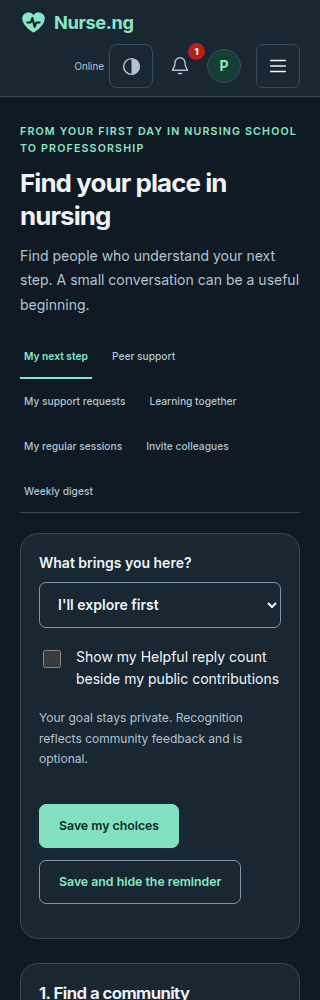 Nurse.ng
Online
1
P
FROM YOUR FIRST DAY IN NURSING SCHOOL
TO PROFESSORSHIP
Find your place in
nursing
Find people who understand your next
step. A small conversation can be a useful
beginning.
My next step
Peer support
My support requests
Learning together
My regular sessions
Invite colleagues
Weekly digest
What brings you here?
I'll explore first
Show my Helpful reply count
beside my public contributions
Your goal stays private. Recognition
reflects community feedback and is
optional.
Save my choices
Save and hide the reminder
1. Find a community